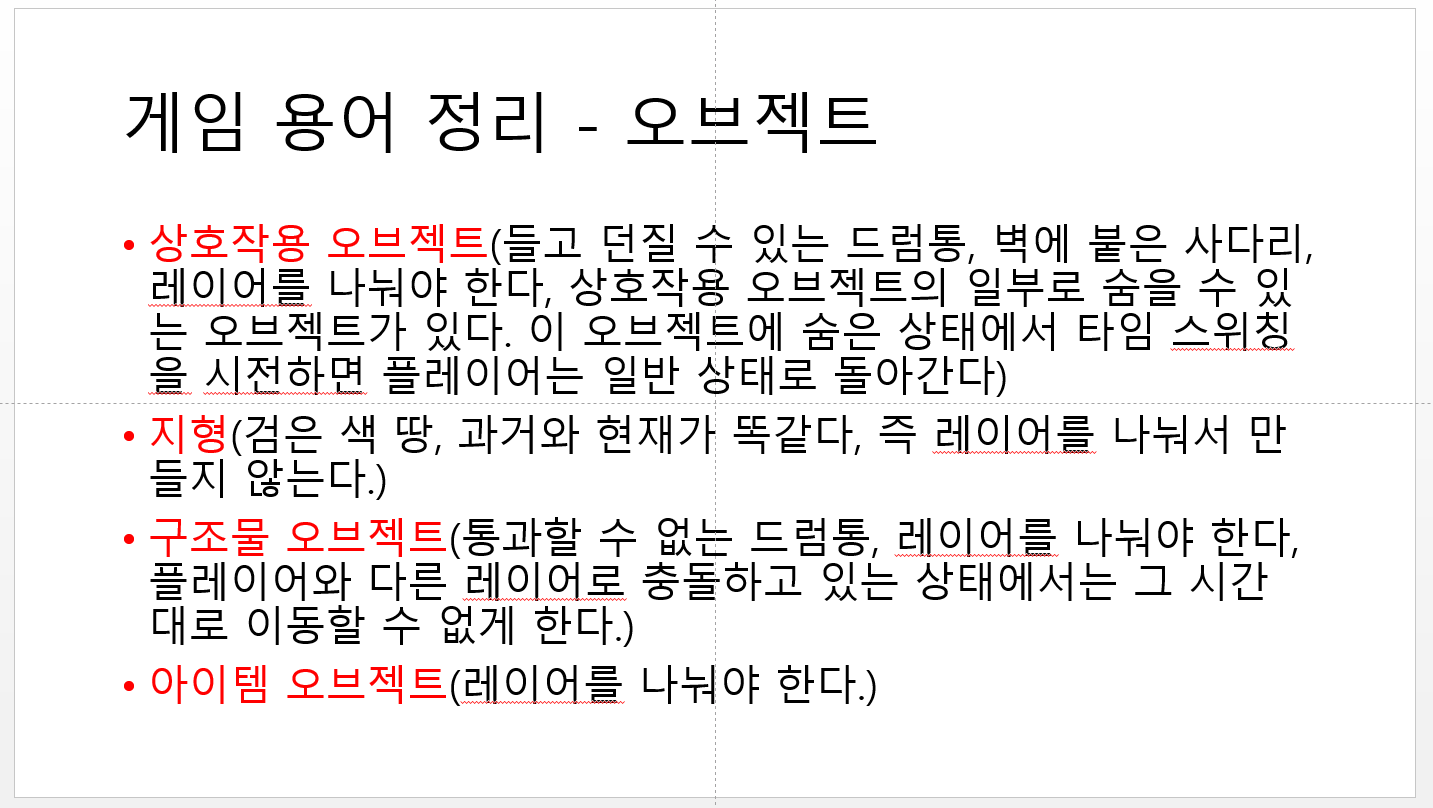 게임 용어 정리 - 오브젝트
• 상호작용 오브젝트(들고 던질 수 있는 드럼통, 벽에 붙은 사다리,
레이어를 나눠야 한다, 상호작용 오브젝트의 일부로 숨을 수 있
는 오브젝트가 있다. 이 오브젝트에 숨은 상태에서 타임 스위칭
을 시전하면 플레이어는 일반 상태로 돌아간다)
• 지형(검은 색 땅, 과거와 현재가 똑같다, 즉 레이어를 나눠서 만
들지 않는다.)
• 구조물 오브젝트(통과할 수 없는 드럼통, 레이어를 나눠야 한다,
플레이어와 다른 레이어로 충돌하고 있는 상태에서는 그 시간
대로 이동할 수 없게 한다.)
• 아이템 오브젝트(레이어를 나눠야 한다.)